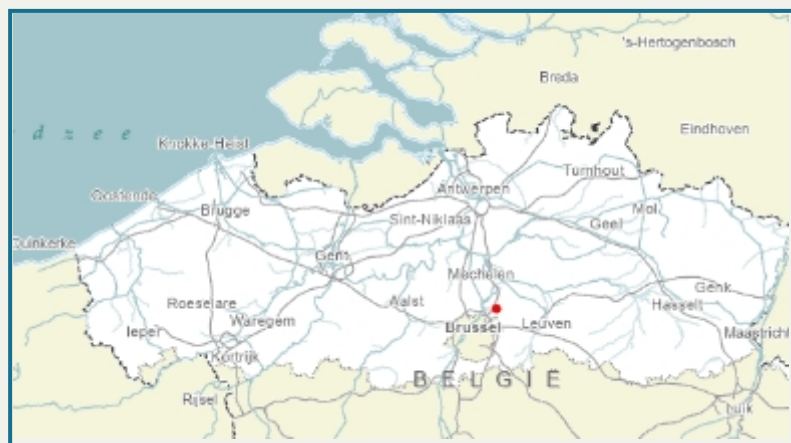 's-Hertogenbosch
Breda
d z e e
Eindhoven
Knokke-Heist
Turnhout
Antwerpen
Oostende
Mol
Brugge
Sint-Niklaas
Geel
Duinkerke
Gent
Mechelen
Genk
Roeselare
Aalst
Hasselt
Waregem
Brussel
Leuven
Ieper
Maastricht
Kortrijk
BELGIË
Rijsel
Luik